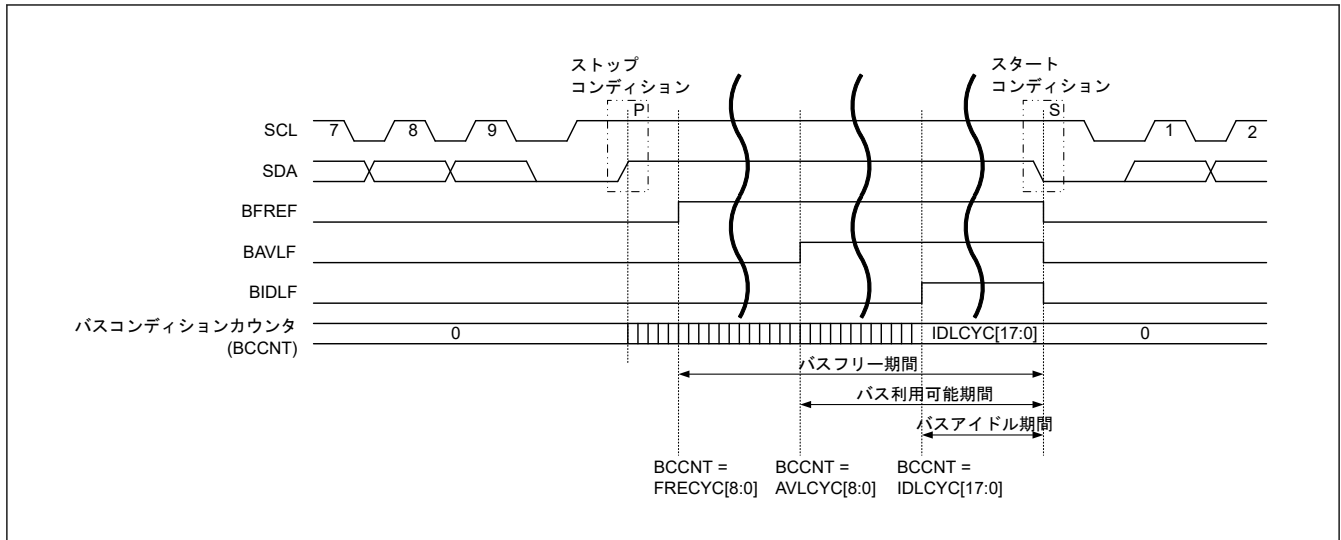 ストップ
コンディション
スタート
コンディション
P
S
SCL
7
8
9
1
2
SDA
BFREF
BAVLF
BIDLF
バスコンディションカウンタ
(BCCNT)
0
IDLCYC[17:0]
0
バスフリー期間
バス利用可能期間
バスアイドル期間
BCCNT =
FRECYC[8:0]
BCCNT =
AVLCYC[8:0]
BCCNT =
IDLCYC[17:0]